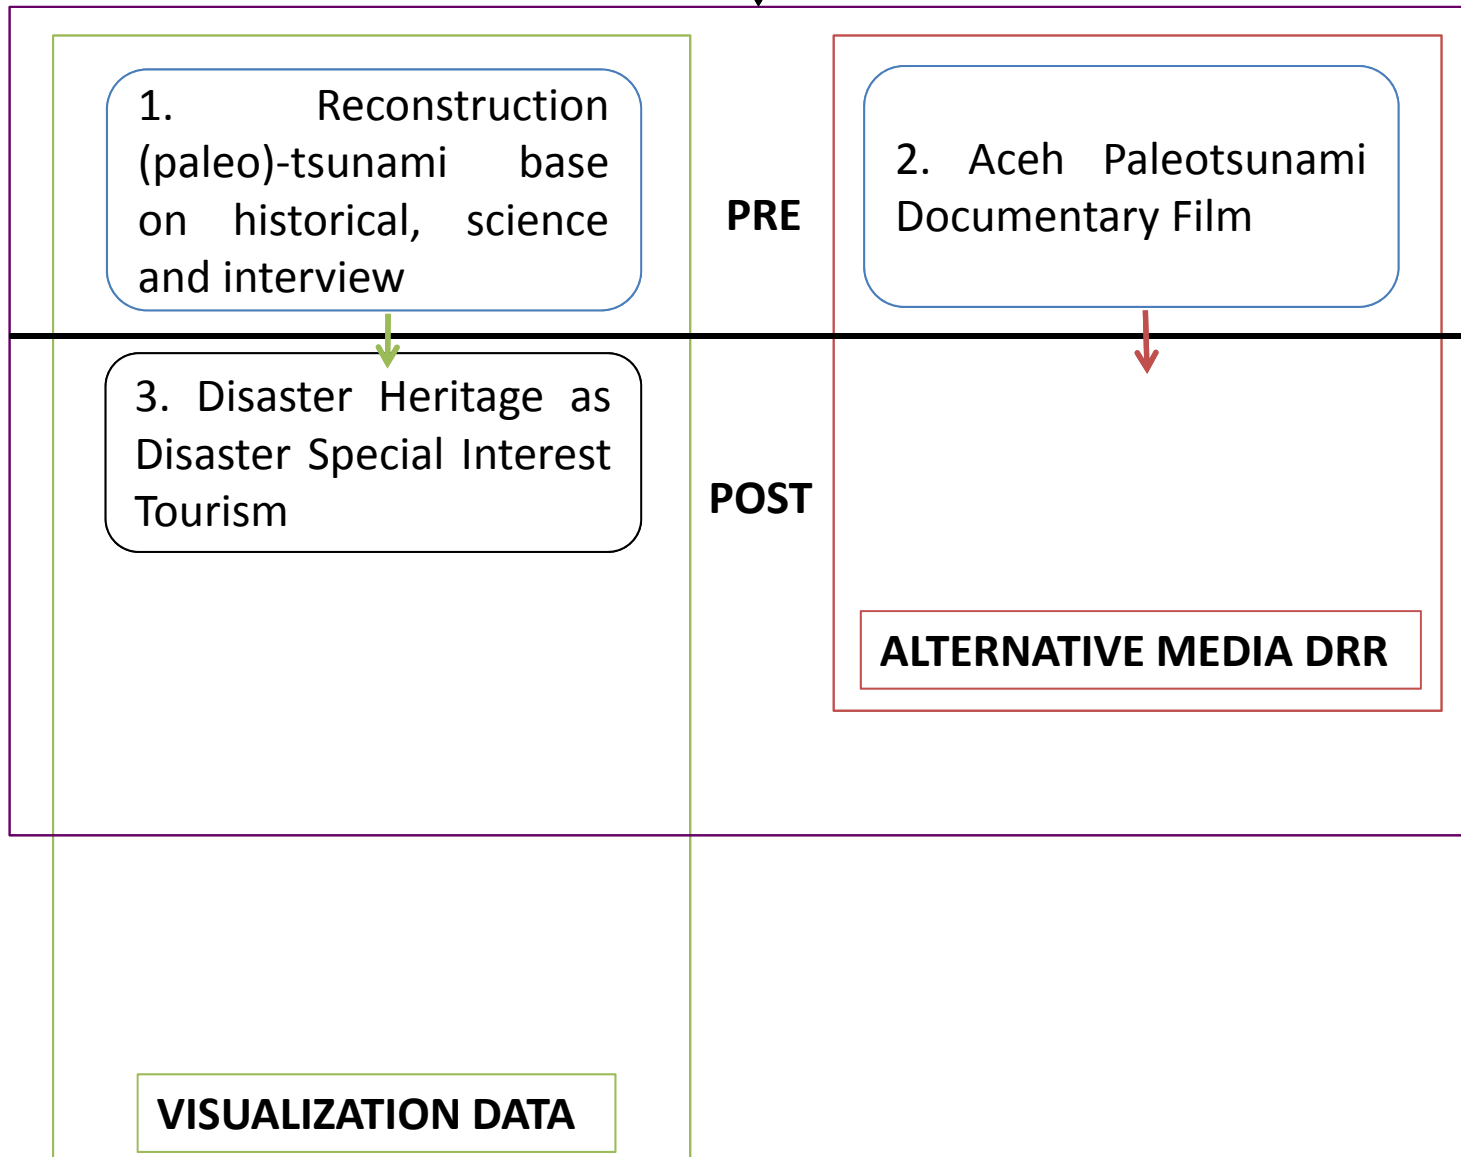 1. Reconstruction
(paleo)-tsunami base
on historical, science
and interview
PRE
2. Aceh Paleotsunami
Documentary Film
3. Disaster Heritage as
Disaster Special Interest
Tourism
POST
ALTERNATIVE MEDIA DRR
VISUALIZATION DATA